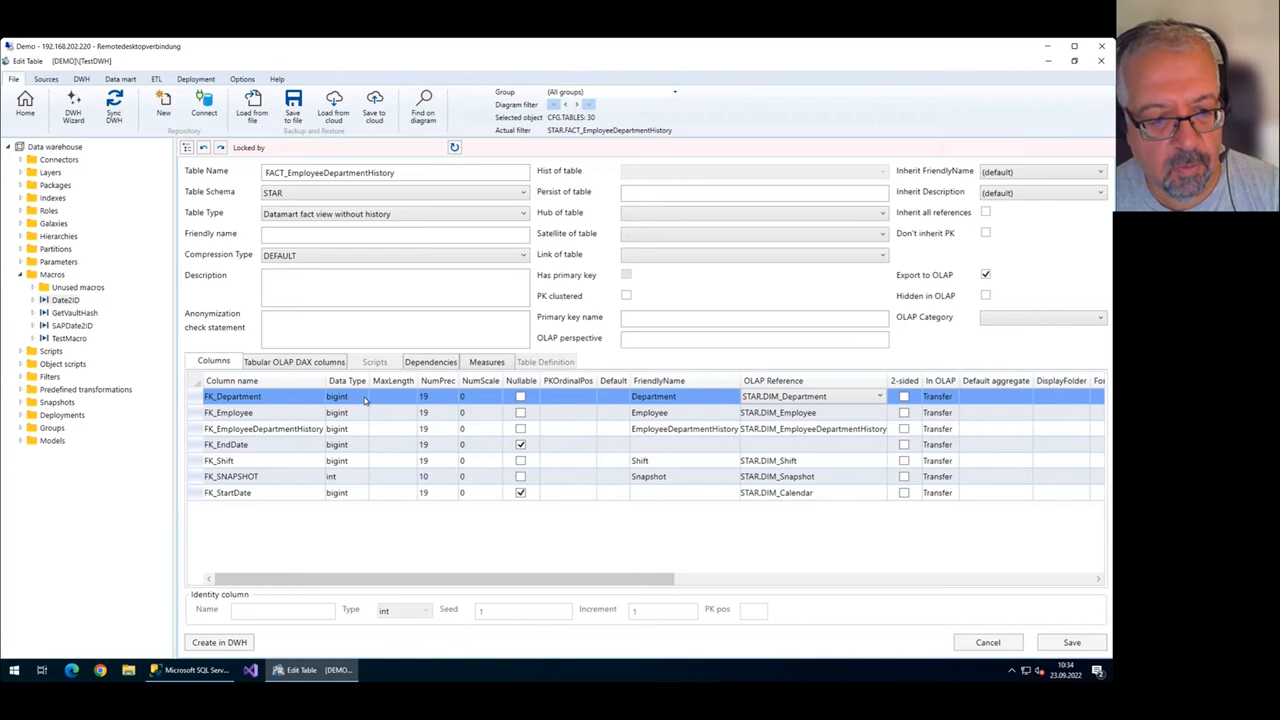 Demo - 192.168.202.220 - Remotedesktopverbindung
Edit Table [DEMO]\[TestDWH]
File Sources DWH Data mart ETL Deployment Options Help
Home
DWH Wizard
Sync DWH
New
Connect
Repository
Load from file
Save to file
Load from cloud
Save to cloud
Backup and Restore
Find on diagram
Group (All groups)
Diagram filter
Selected object CFG.TABLES: 30
Actual filter STAR.FACT_EmployeeDepartmentHistory
Data warehouse
Connectors
Layers
Packages
Indexes
Roles
Galaxies
Hierarchies
Partitions
Parameters
Macros
Unused macros
Date2ID
GetVaultHash
SAPDate2ID
TestMacro
Scripts
Object scripts
Filters
Predefined transformations
Snapshots
Deployments
Groups
Models
Locked by
Table Name FACT_EmployeeDepartmentHistory
Table Schema STAR
Table Type Datamart fact view without history
Friendly name
Compression Type DEFAULT
Description
Anonymization check statement
Hist of table
Persist of table
Hub of table
Satellite of table
Link of table
Has primary key
PK clustered
Primary key name
OLAP perspective
Inherit FriendlyName (default)
Inherit Description (default)
Inherit all references
Don't inherit PK
Export to OLAP
Hidden in OLAP
OLAP Category
Columns Tabular OLAP DAX columns Scripts Dependencies Measures Table Definition
Column name Data Type MaxLength NumPrec NumScale Nullable PKOrdinalPos Default FriendlyName OLAP Reference 2-sided In OLAP Default aggregate DisplayFolder For
FK_Department bigint 19 0 Department STAR.DIM_Department Transfer
FK_Employee bigint 19 0 Employee STAR.DIM_Employee Transfer
FK_EmployeeDepartmentHistory bigint 19 0 EmployeeDepartmentHistory STAR.DIM_EmployeeDepartmentHistory Transfer
FK_EndDate bigint 19 0 Transfer
FK_Shift bigint 19 0 Shift STAR.DIM_Shift Transfer
FK_SNAPSHOT int 10 0 Snapshot STAR.DIM_Snapshot Transfer
FK_StartDate bigint 19 0 STAR.DIM_Calendar Transfer
Identity column
Name Type int Seed 1 Increment 1 PK pos
Create in DWH Cancel Save
Microsoft SQL Serv... Edit Table [DEMO...
10:34
23.09.2022
2